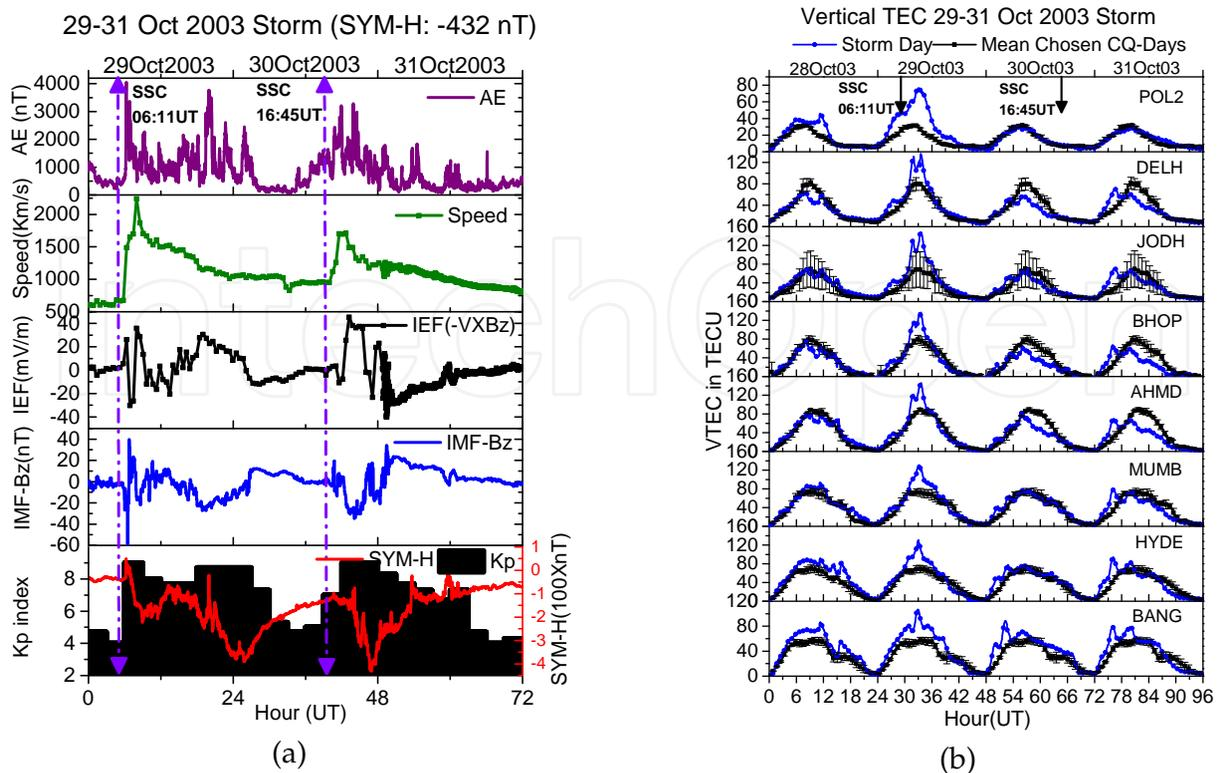 29-31 Oct 2003 Storm (SYM-H: -432 nT)
29Oct2003 30Oct2003 31Oct2003
4000
3000
2000
1000
0
AE (nT)
SSC
06:11UT
SSC
16:45UT
AE
2000
1500
1000
500
Speed(Km/s)
Speed
40
20
0
-20
-40
IEF(mV/m)
IEF(-VXBz)
40
20
0
-20
-40
-60
IMF-Bz(nT)
IMF-Bz
8
6
4
2
Kp index
SYM-H Kp
1
0
-1
-2
-3
-4
SYM-H(100XnT)
0 24 48 72
Hour (UT)
(a)
Vertical TEC 29-31 Oct 2003 Storm
Storm Day Mean Chosen CQ-Days
28Oct03 29Oct03 30Oct03 31Oct03
80
60
40
20
0
SSC
06:11UT
SSC
16:45UT
POL2
120
80
40
160
DELH
120
80
40
160
JODH
120
80
40
160
BHOP
120
80
40
160
AHMD
120
80
40
160
MUMB
120
80
40
120
HYDE
80
40
0
BANG
VTEC in TECU
0 6 12 18 24 30 36 42 48 54 60 66 72 78 84 90 96
Hour(UT)
(b)
InTechOpen